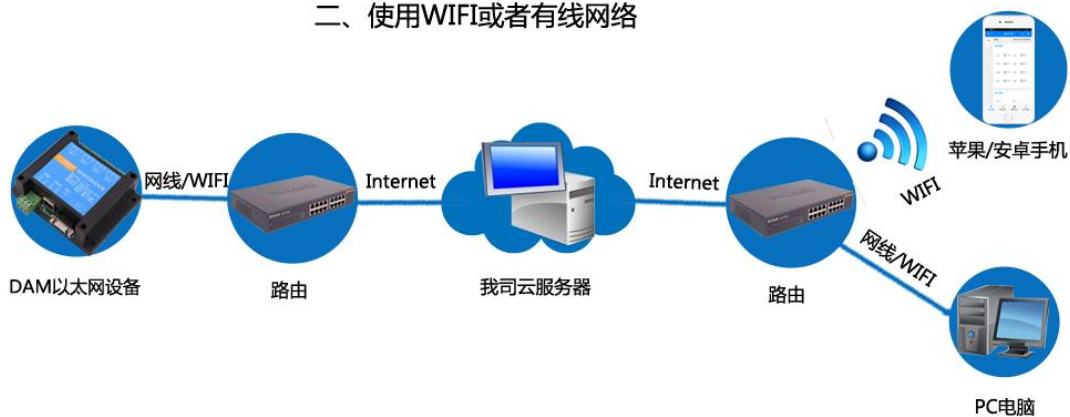 二、使用WIFI或者有线网络
网线/WIFI
Internet
Internet
WIFI
苹果/安卓手机
网线/WIFI
DAM以太网设备
路由
我司云服务器
路由
PC电脑